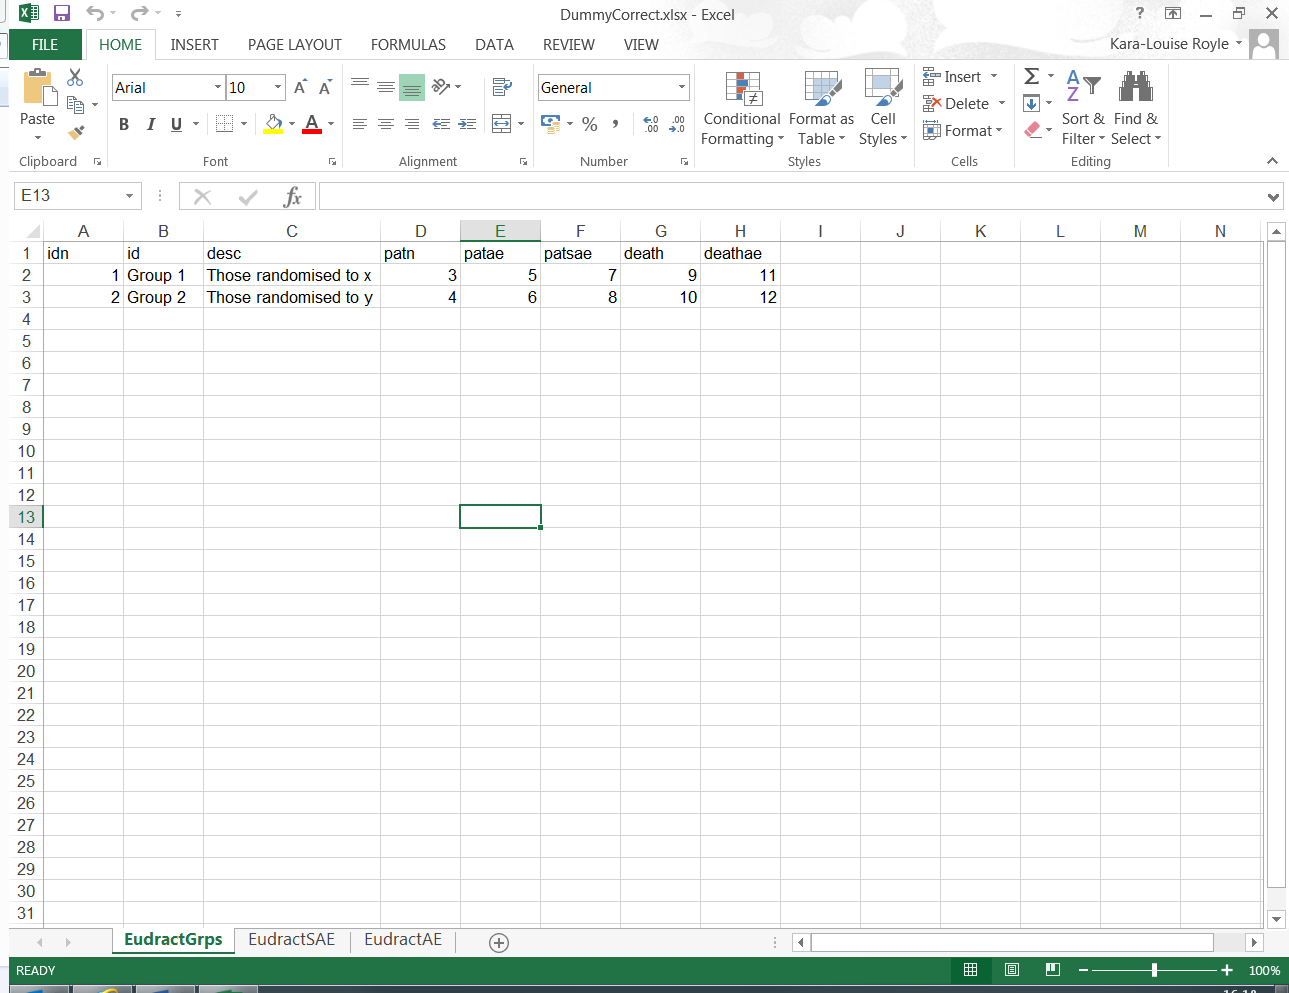 DummyCorrect.xlsx - Excel
?
FILE HOME INSERT PAGE LAYOUT FORMULAS DATA REVIEW VIEW
Kara-Louise Royle
Paste
Clipboard
Arial 10
B I U A
Font
Alignment
General
% ,
Number
Conditional Formatting
Format as Table
Cell Styles
Styles
Insert
Delete
Format
Cells
Sort & Filter
Find & Select
Editing
E13 fx
A B C D E F G H I J K L M N
1 idn id desc patn patae patsae death deathae
2 1 Group 1 Those randomised to x 3 5 7 9 11
3 2 Group 2 Those randomised to y 4 6 8 10 12
4
5
6
7
8
9
10
11
12
13
14
15
16
17
18
19
20
21
22
23
24
25
26
27
28
29
30
31
EudractGrps EudractSAE EudractAE
READY
100%